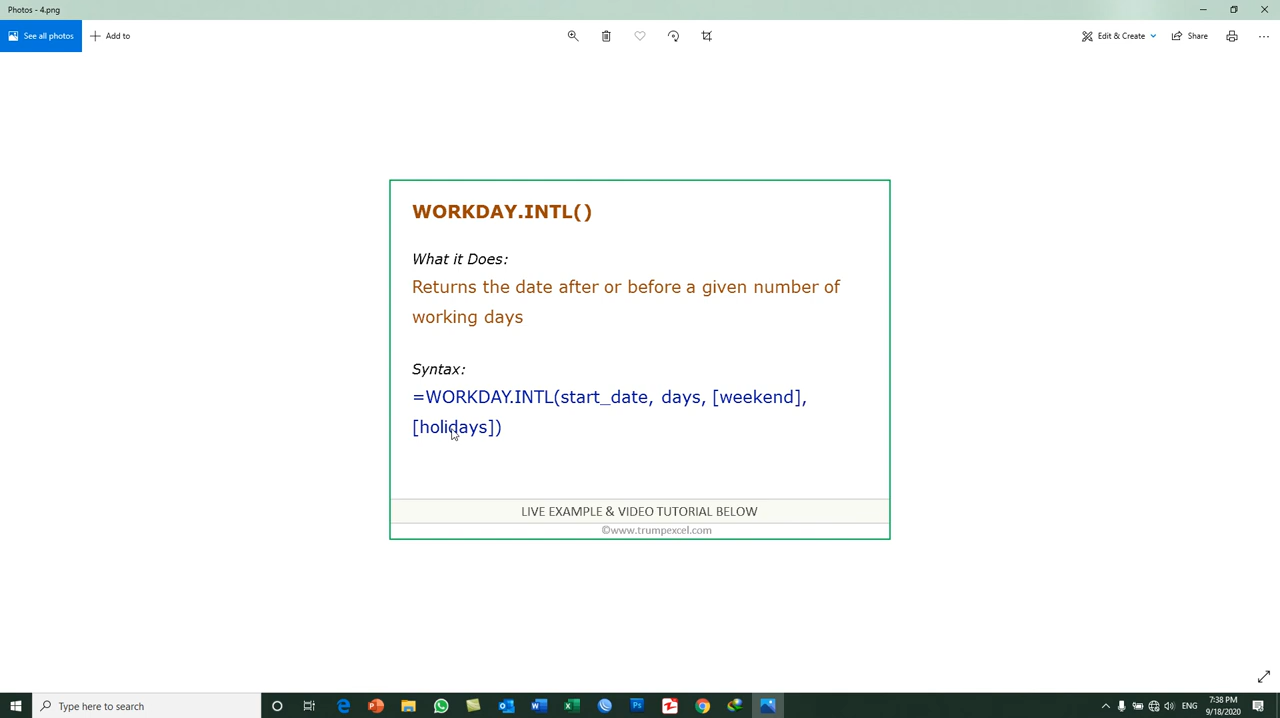 Photos - 4.png
See all photos
Add to
Edit & Create
Share
WORKDAY.INTL()
What it Does:
Returns the date after or before a given number of
working days
Syntax:
=WORKDAY.INTL(start_date, days, [weekend],
[holidays])
LIVE EXAMPLE & VIDEO TUTORIAL BELOW
©www.trumpexcel.com
Type here to search
ENG
7:38 PM
9/18/2020